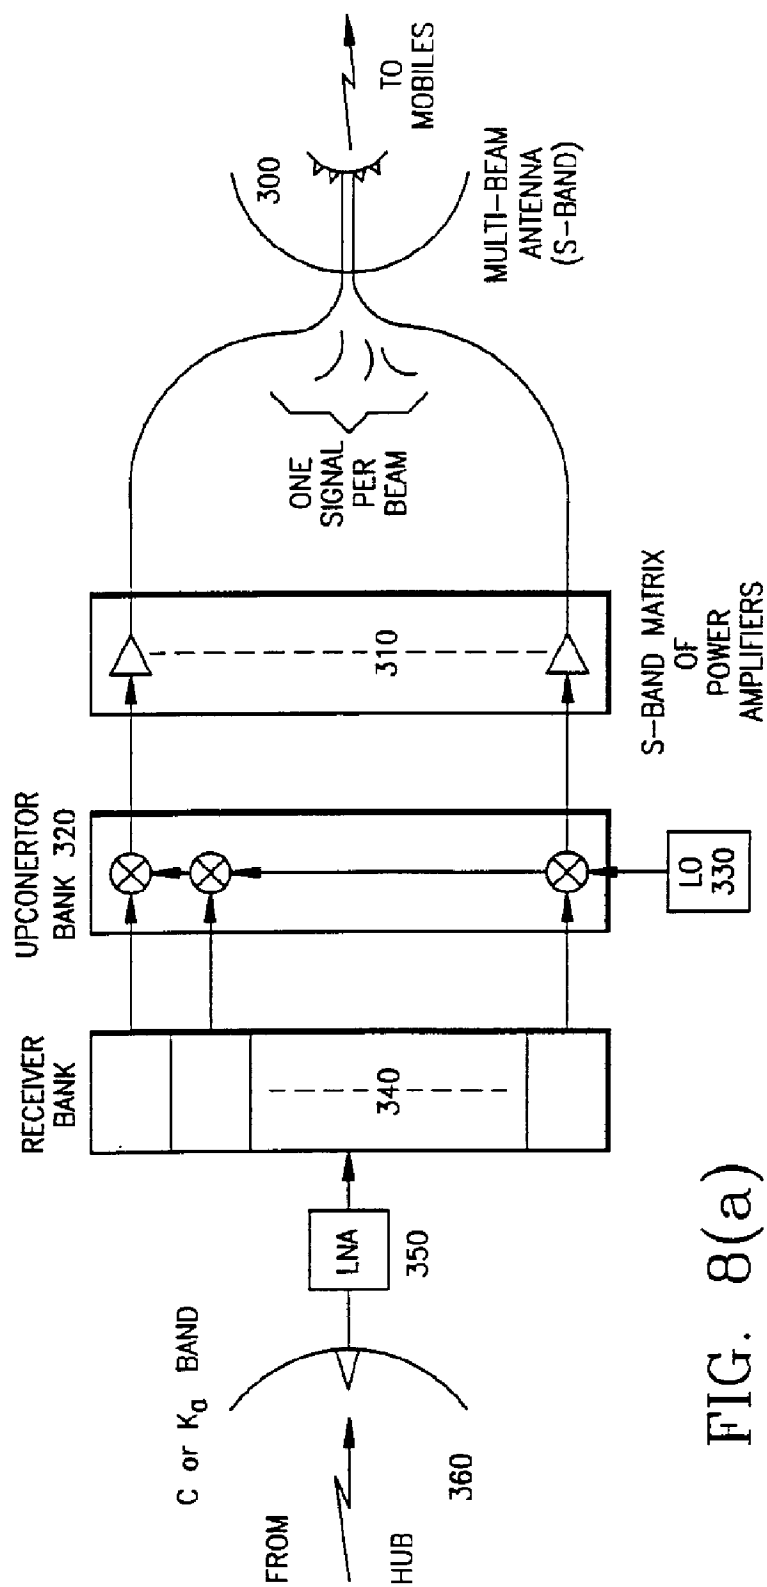 FROM
HUB
C or Ka BAND
360
LNA
350
RECEIVER
BANK
340
UPCONERTOR
BANK 320
LO
330
310
S-BAND MATRIX
OF
POWER
AMPLIFIERS
ONE
SIGNAL
PER
BEAM
300
MULTI-BEAM
ANTENNA
(S-BAND)
TO
MOBILES
FIG. 8(a)